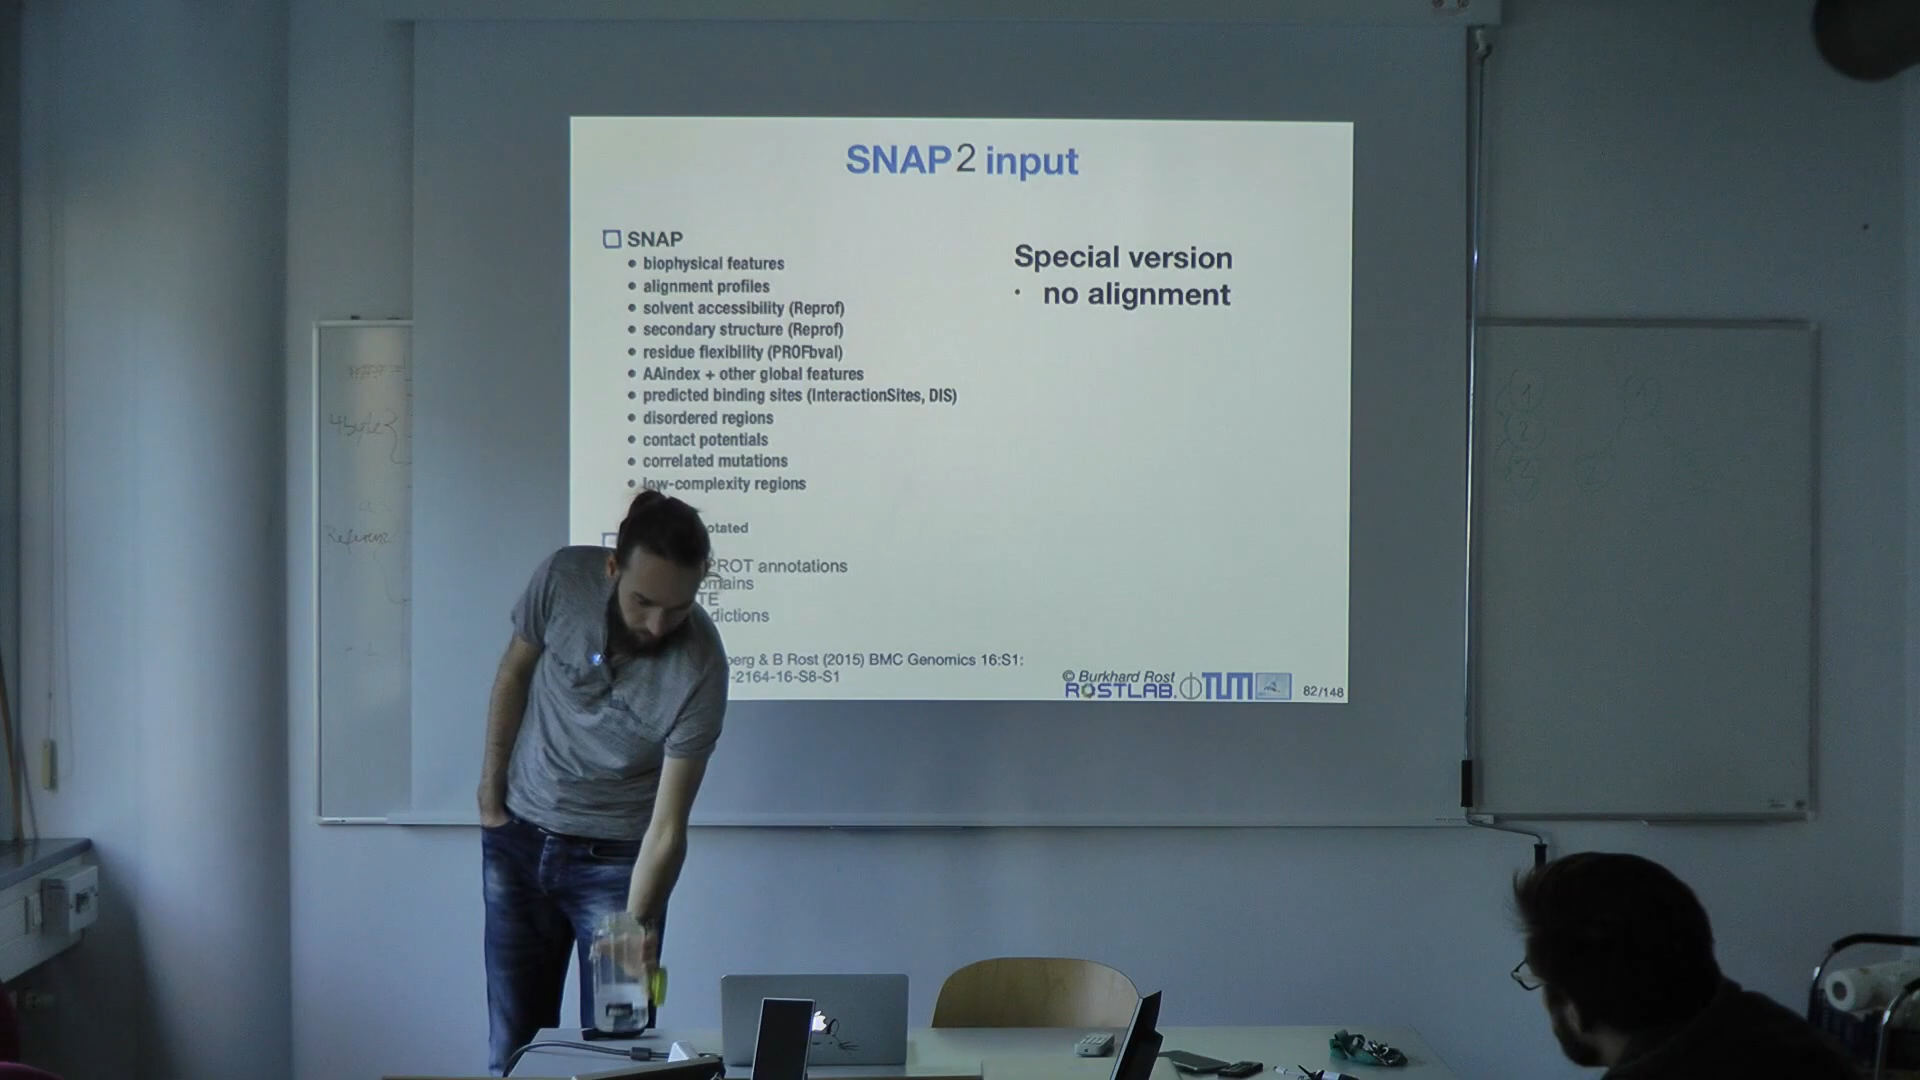 SNAP2 input
SNAP
• biophysical features
• alignment profiles
• solvent accessibility (Reprof)
• secondary structure (Reprof)
• residue flexibility (PROFbval)
• AAindex + other global features
• predicted binding sites (InteractionSites, DIS)
• disordered regions
• contact potentials
• correlated mutations
• low-complexity regions
otated
PROT annotations
omains
TE
dictions
erg & B Rost (2015) BMC Genomics 16:S1:
-2164-16-S8-S1
Special version
• no alignment
© Burkhard Rost
ROSTLAB.
TUM
82/148
4byte